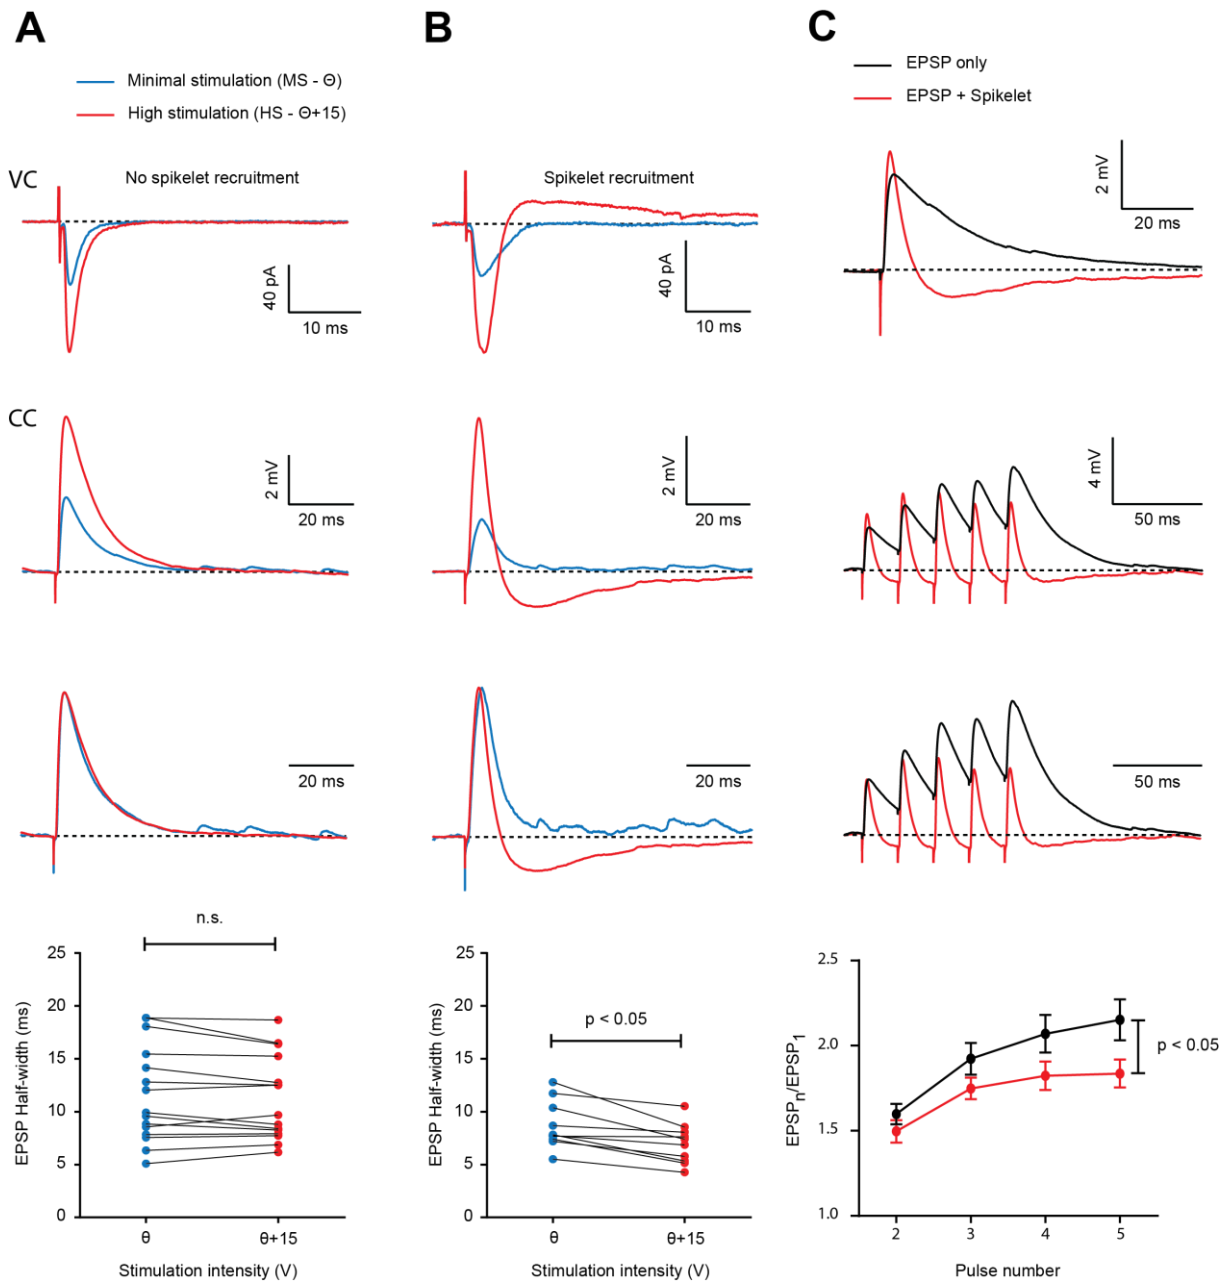 A
B
C
Minimal stimulation (MS - Θ)
High stimulation (HS - Θ+15)
EPSP only
EPSP + Spikelet
VC
No spikelet recruitment
40 pA
10 ms
Spikelet recruitment
40 pA
10 ms
2 mV
20 ms
CC
2 mV
20 ms
2 mV
20 ms
4 mV
50 ms
20 ms
20 ms
50 ms
n.s.
EPSP Half-width (ms)
25
20
15
10
5
0
θ
θ+15
Stimulation intensity (V)
p < 0.05
EPSP Half-width (ms)
25
20
15
10
5
0
θ
θ+15
Stimulation intensity (V)
EPSPn/EPSP1
2.5
2.0
1.5
1.0
p < 0.05
2
3
4
5
Pulse number